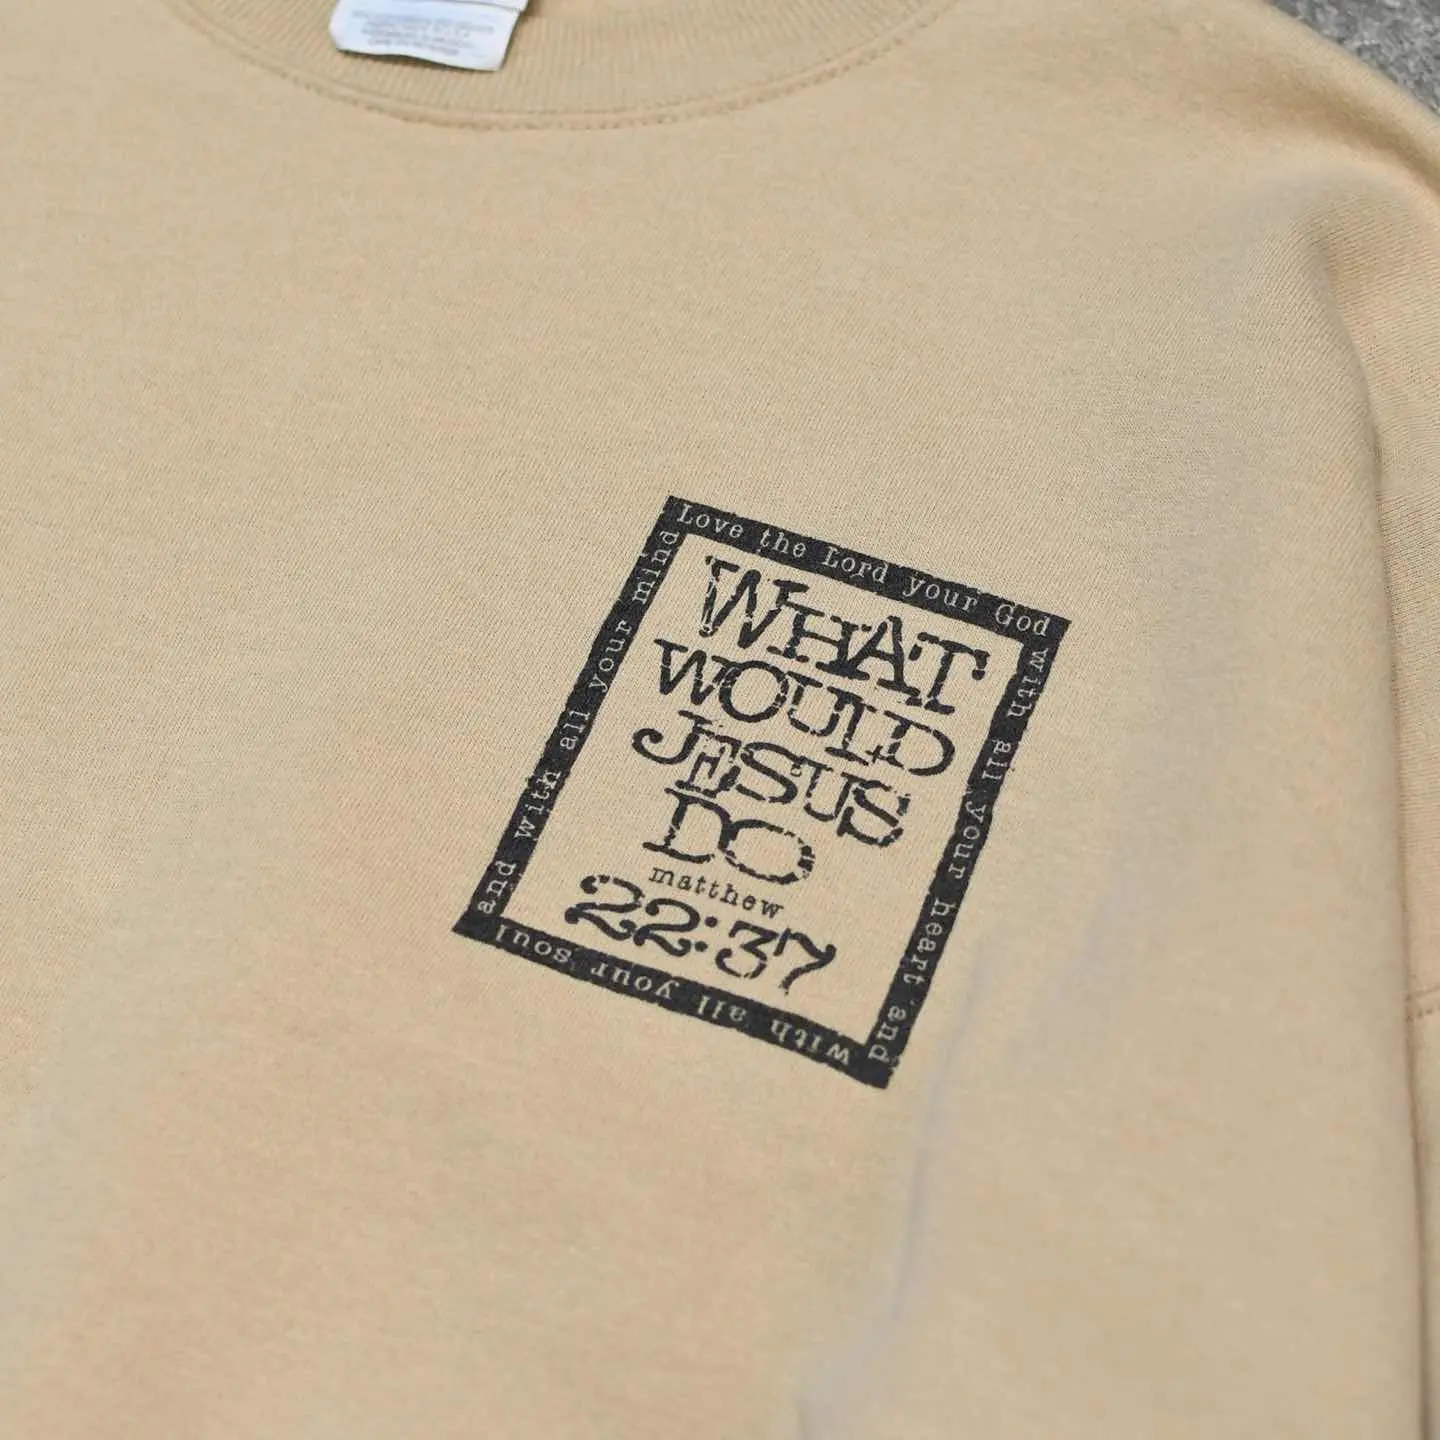 Love the Lord your God
with all your heart and
with all your soul
and with all your mind
WHAT
WOULD
JESUS
DO
matthew
22:37